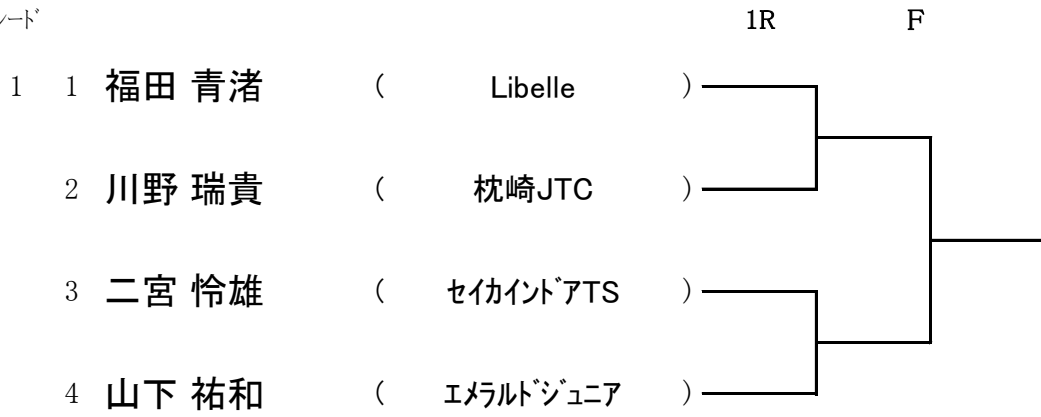 ード 1R F
1 1 福田 青渚 ( Libelle )
2 川野 瑞貴 ( 枕崎JTC )
3 二宮 怜雄 ( セイカインドアTS )
4 山下 祐和 ( エメラルドジュニア )